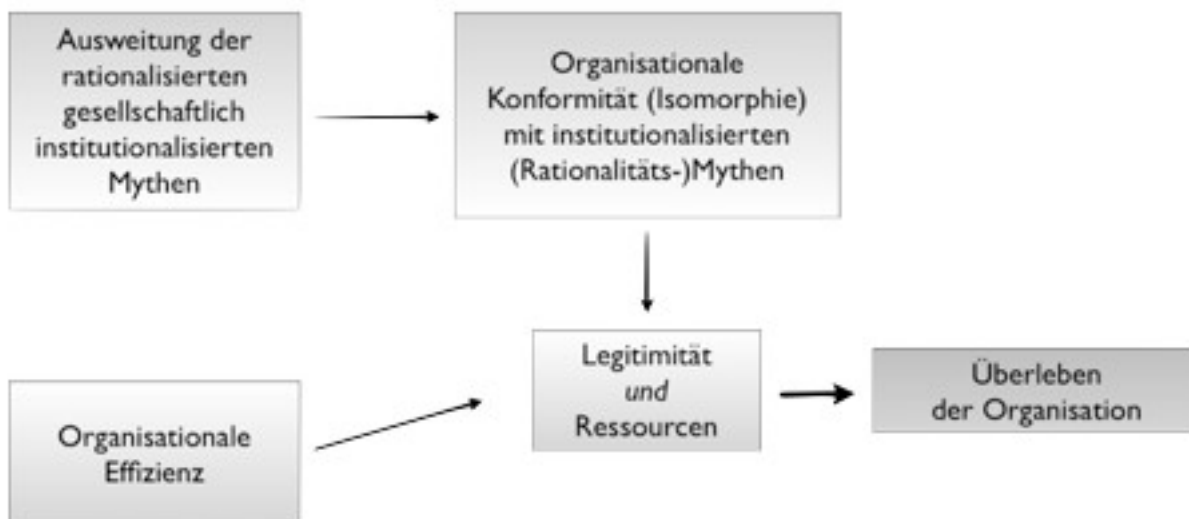 Ausweitung der
rationalisierten
gesellschaftlich
institutionalisierten
Mythen
Organisationale
Konformität (Isomorphie)
mit institutionalisierten
(Rationalitäts-)Mythen
Organisationale
Effizienz
Legitimität
und
Ressourcen
Überleben
der Organisation